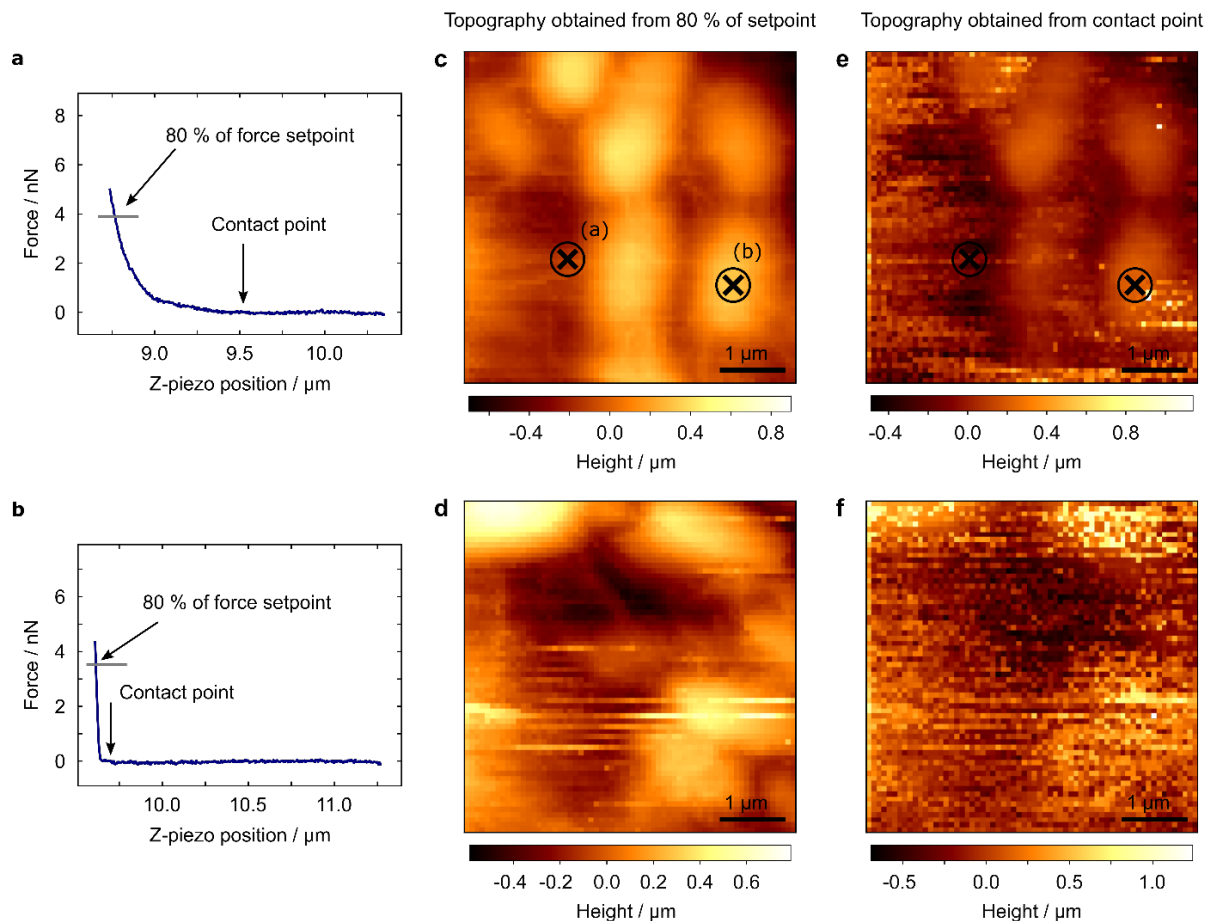 Topography obtained from 80 % of setpoint
Topography obtained from contact point
a
8
6
4
2
0
Force / nN
80 % of force setpoint
Contact point
9.0
9.5
10.0
Z-piezo position / µm
c
(a)
(b)
1 µm
-0.4
0.0
0.4
0.8
Height / µm
e
1 µm
-0.4
0.0
0.4
0.8
Height / µm
b
6
4
2
0
Force / nN
80 % of force setpoint
Contact point
10.0
10.5
11.0
Z-piezo position / µm
d
1 µm
-0.4
-0.2
0.0
0.2
0.4
0.6
Height / µm
f
1 µm
-0.5
0.0
0.5
1.0
Height / µm